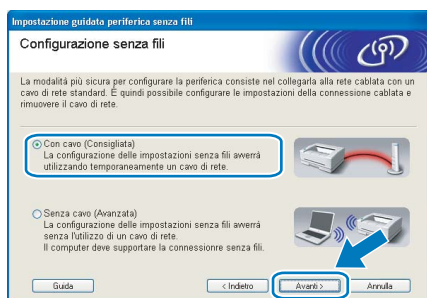 Impostazione guidata periferica senza fili
Configurazione senza fili
La modalità più sicura per configurare la periferica consiste nel collegarla alla rete cablata con un
cavo di rete standard. È quindi possibile configurare le impostazioni della connessione cablata e
rimuovere il cavo di rete.
Con cavo (Consigliata)
La configurazione delle impostazioni senza fili avverrà
utilizzando temporaneamente un cavo di rete.
Senza cavo (Avanzata)
La configurazione delle impostazioni senza fili avverrà
senza l'utilizzo di un cavo di rete.
Il computer deve supportare la connessionre senza fili.
Guida
< Indietro
Avanti >
Annulla